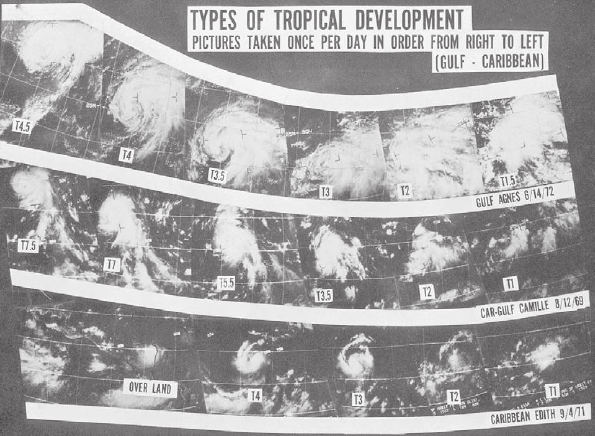 TYPES OF TROPICAL DEVELOPMENT
PICTURES TAKEN ONCE PER DAY IN ORDER FROM RIGHT TO LEFT
(GULF - CARIBBEAN)
T4.5
T4
T3.5
T3
T2
T1.5
GULF AGNES 6/14/72
T7.5
T7
T5.5
T3.5
T2
T1
CAR-GULF CAMILLE 8/12/69
OVER LAND
T4
T3
T2
T1
CARIBBEAN EDITH 9/4/71